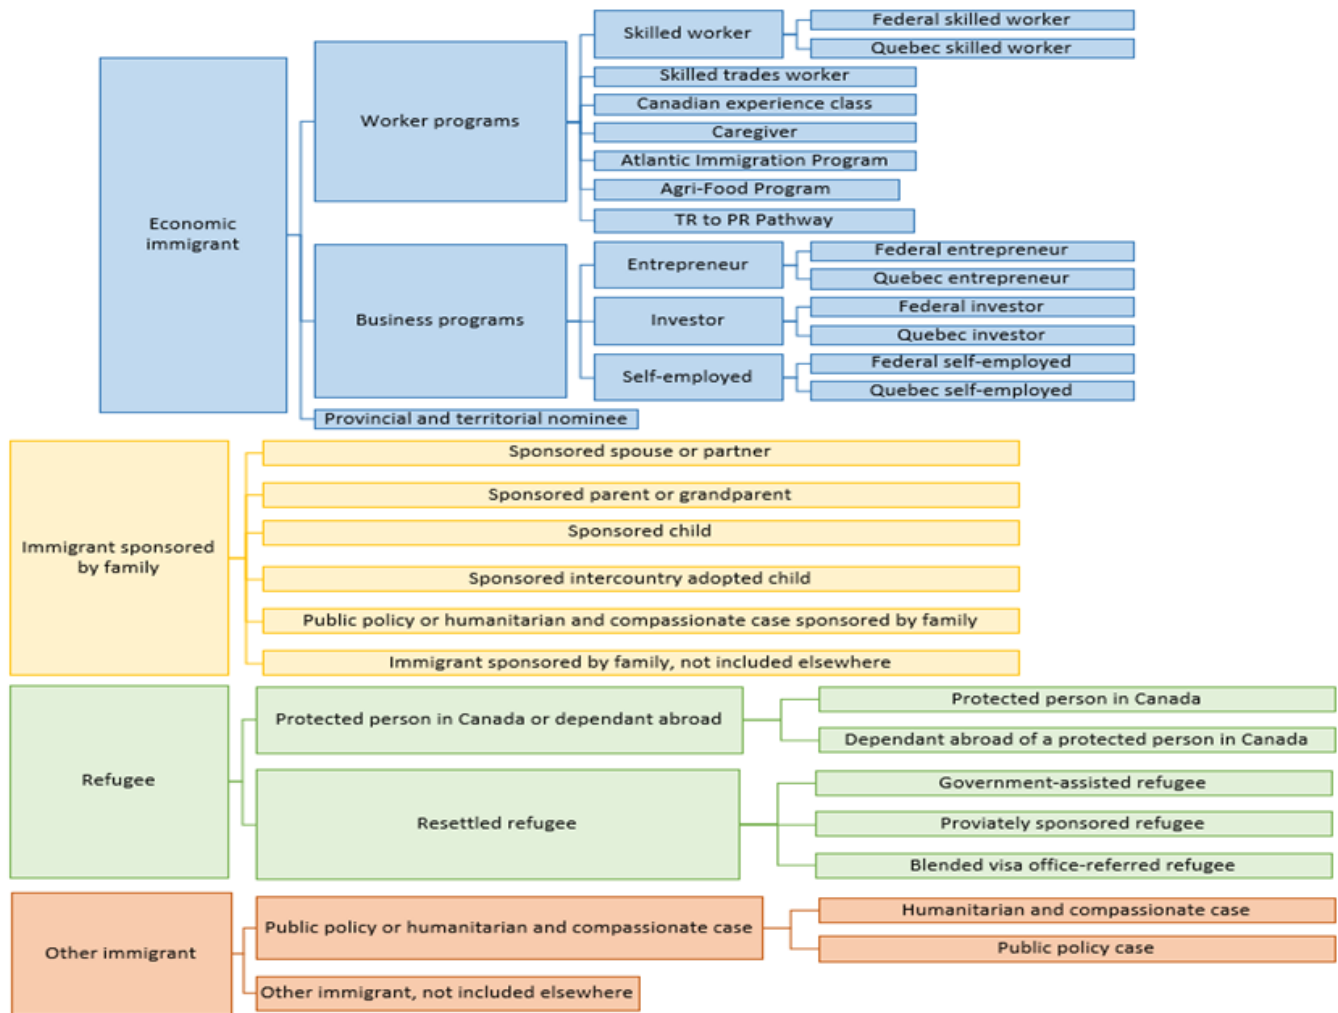 Economic
immigrant
Worker programs
Skilled worker
Federal skilled worker
Quebec skilled worker
Skilled trades worker
Canadian experience class
Caregiver
Atlantic Immigration Program
Agri-Food Program
TR to PR Pathway
Business programs
Entrepreneur
Federal entrepreneur
Quebec entrepreneur
Investor
Federal investor
Quebec investor
Self-employed
Federal self-employed
Quebec self-employed
Provincial and territorial nominee
Immigrant sponsored
by family
Sponsored spouse or partner
Sponsored parent or grandparent
Sponsored child
Sponsored intercountry adopted child
Public policy or humanitarian and compassionate case sponsored by family
Immigrant sponsored by family, not included elsewhere
Refugee
Protected person in Canada or dependant abroad
Protected person in Canada
Dependant abroad of a protected person in Canada
Resettled refugee
Government-assisted refugee
Proviately sponsored refugee
Blended visa office-referred refugee
Other immigrant
Public policy or humanitarian and compassionate case
Humanitarian and compassionate case
Public policy case
Other immigrant, not included elsewhere